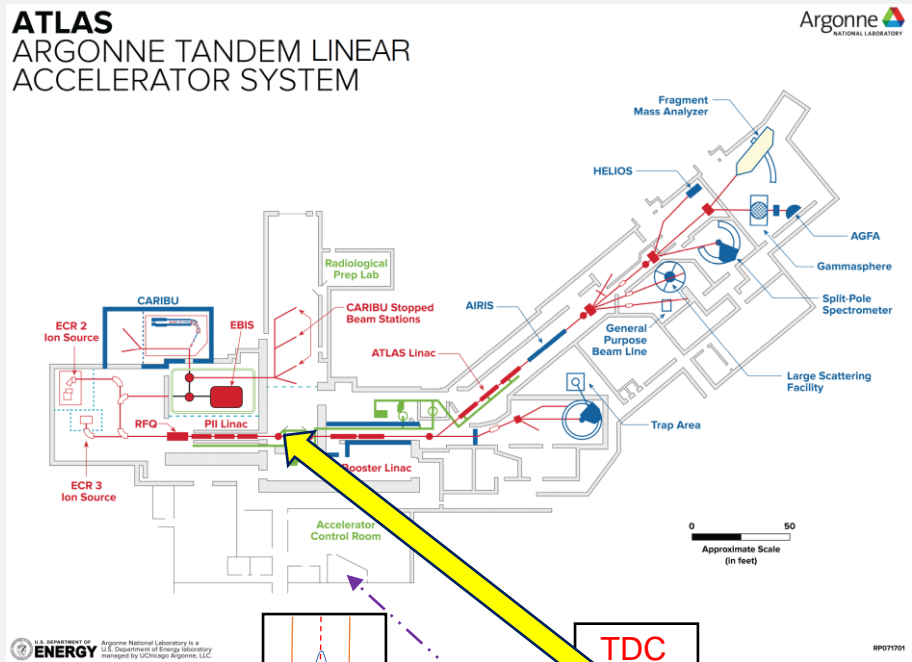 ATLAS
ARGONNE TANDEM LINEAR
ACCELERATOR SYSTEM
Argonne
NATIONAL LABORATORY
Fragment
Mass Analyzer
HELIOS
AGFA
Gammasphere
Split-Pole
Spectrometer
Radiological
Prep Lab
CARIBU
CARIBU Stopped
Beam Stations
AIRIS
ECR 2
Ion Source
EBIS
General
Purpose
Beam Line
ATLAS Linac
Large Scattering
Facility
RFQ
PII Linac
Trap Area
Booster Linac
ECR 3
Ion Source
Accelerator
Control Room
0 50
Approximate Scale
(in feet)
TDC
U.S. DEPARTMENT OF
ENERGY
Argonne National Laboratory is a
U.S. Department of Energy laboratory
managed by UChicago Argonne, LLC.
RP071701